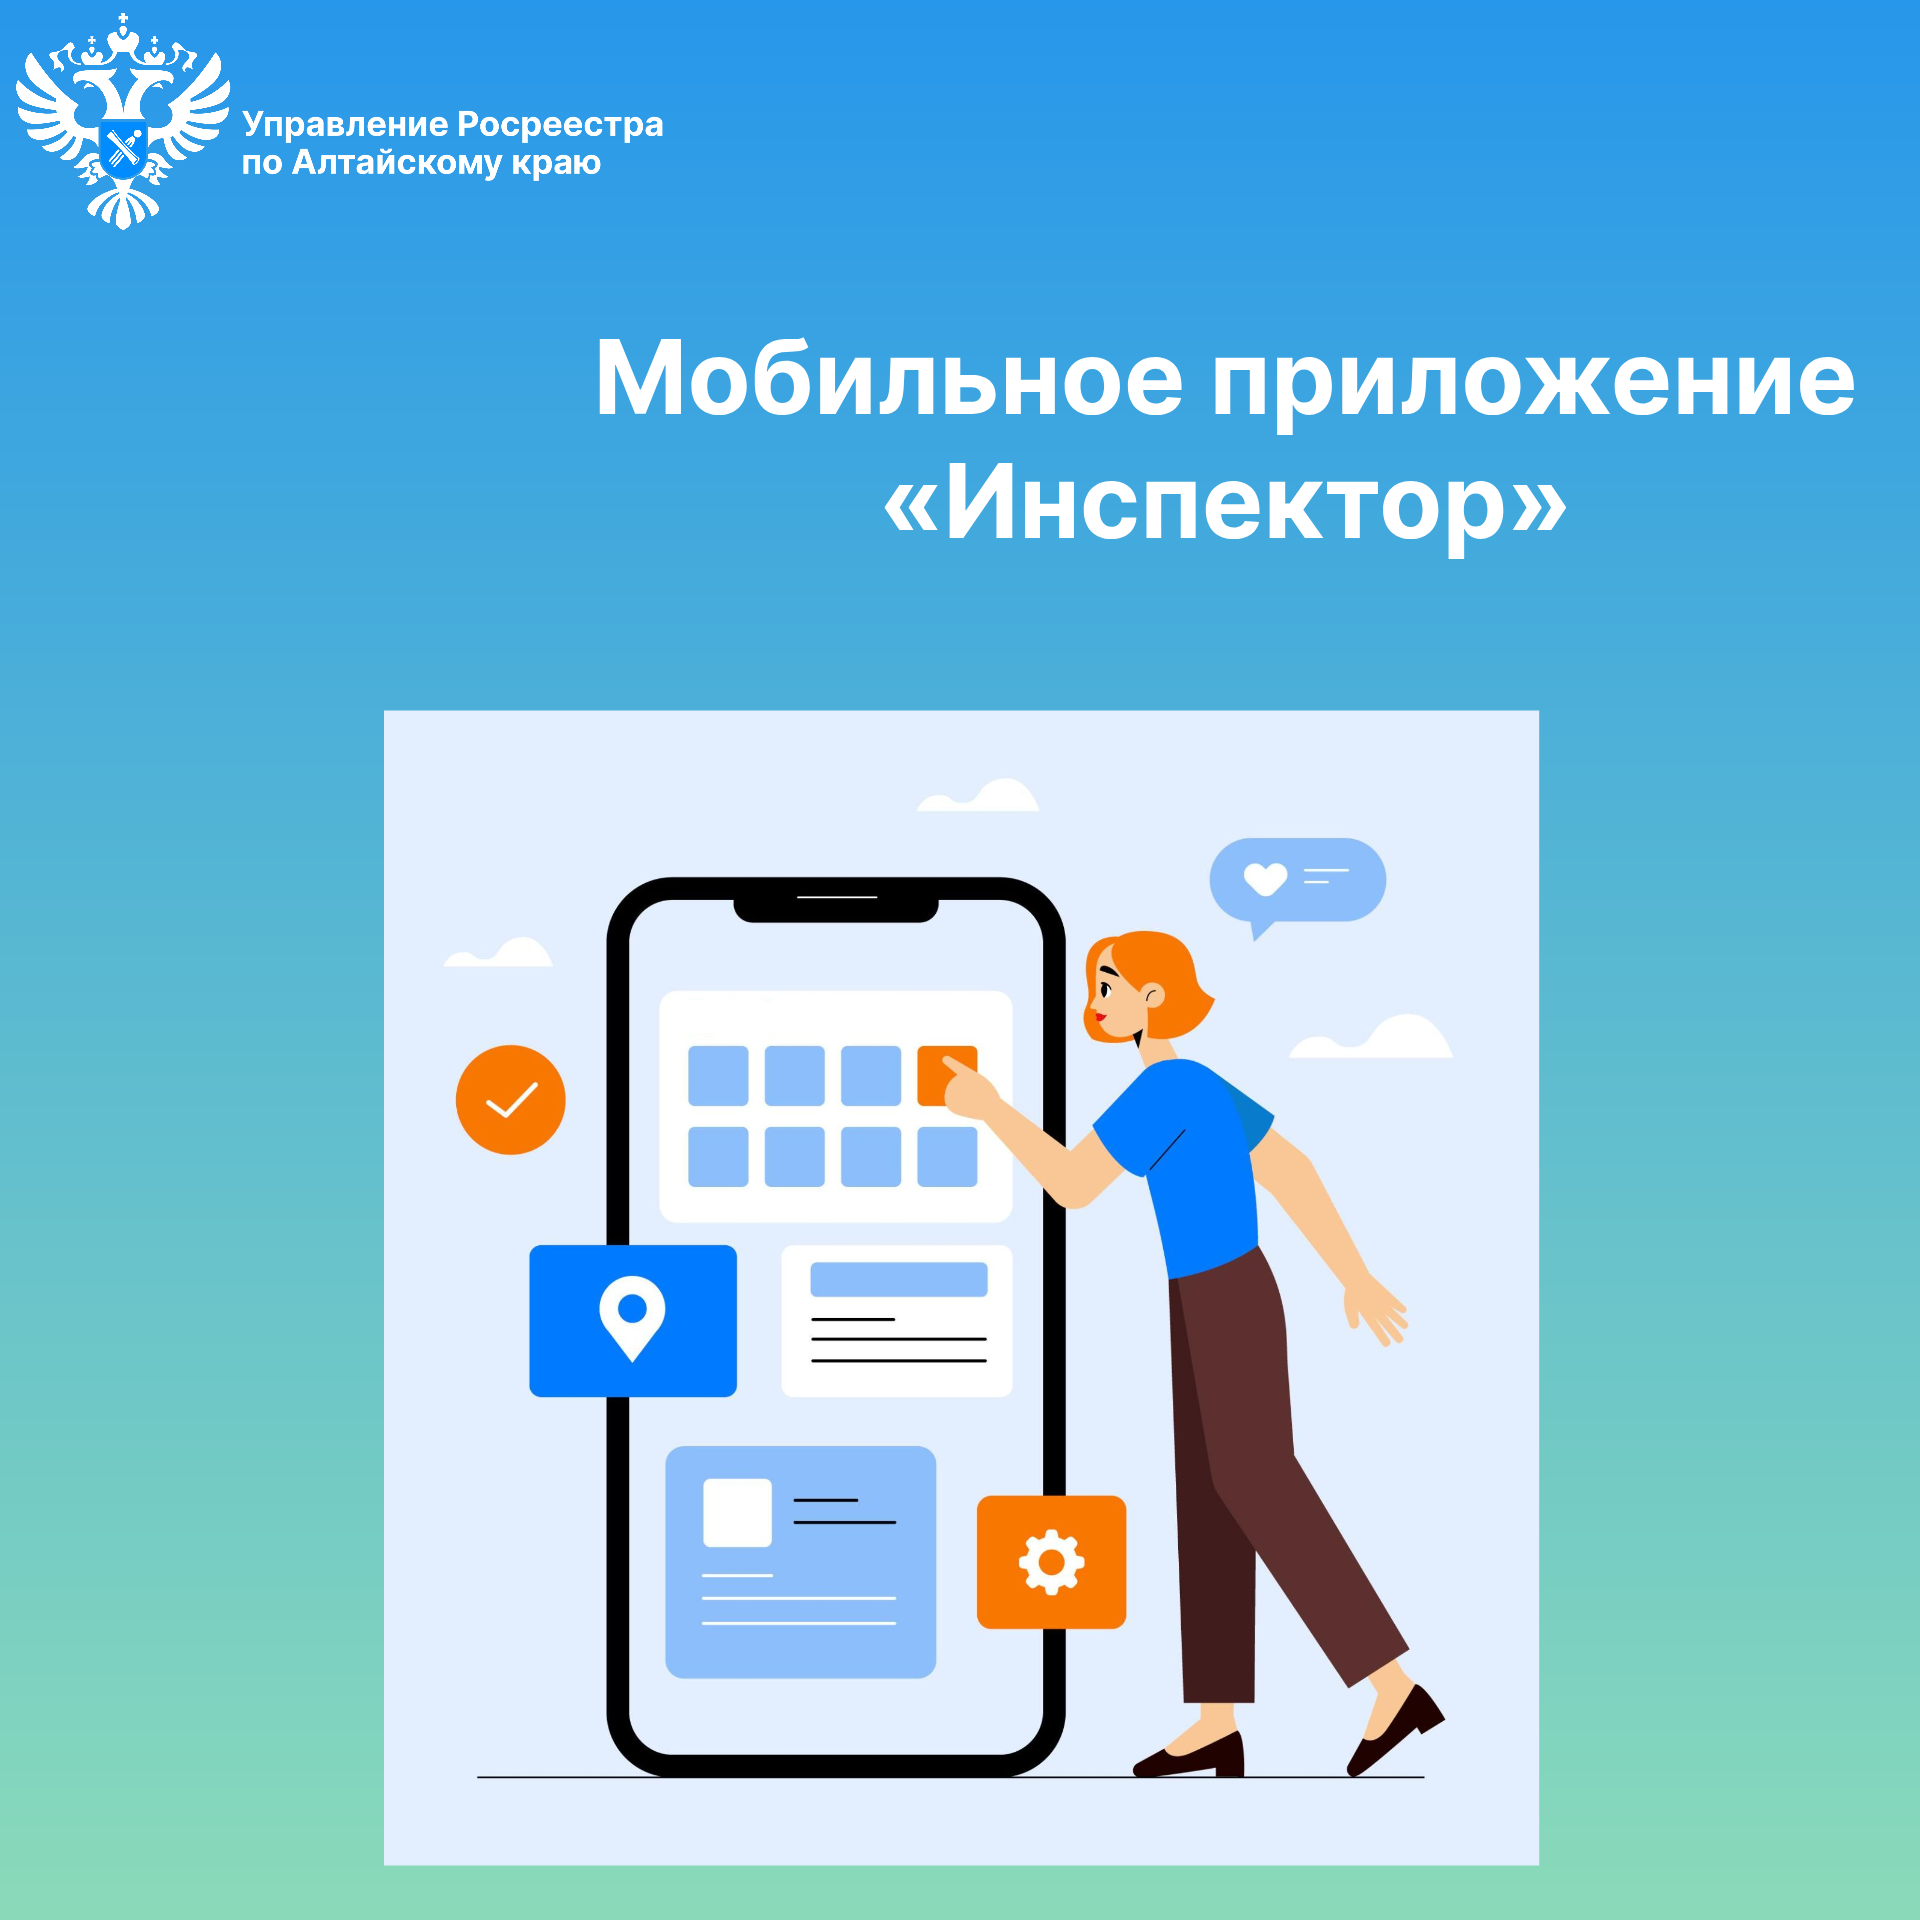 Управление Росреестра
по Алтайскому краю
Мобильное приложение
«Инспектор»